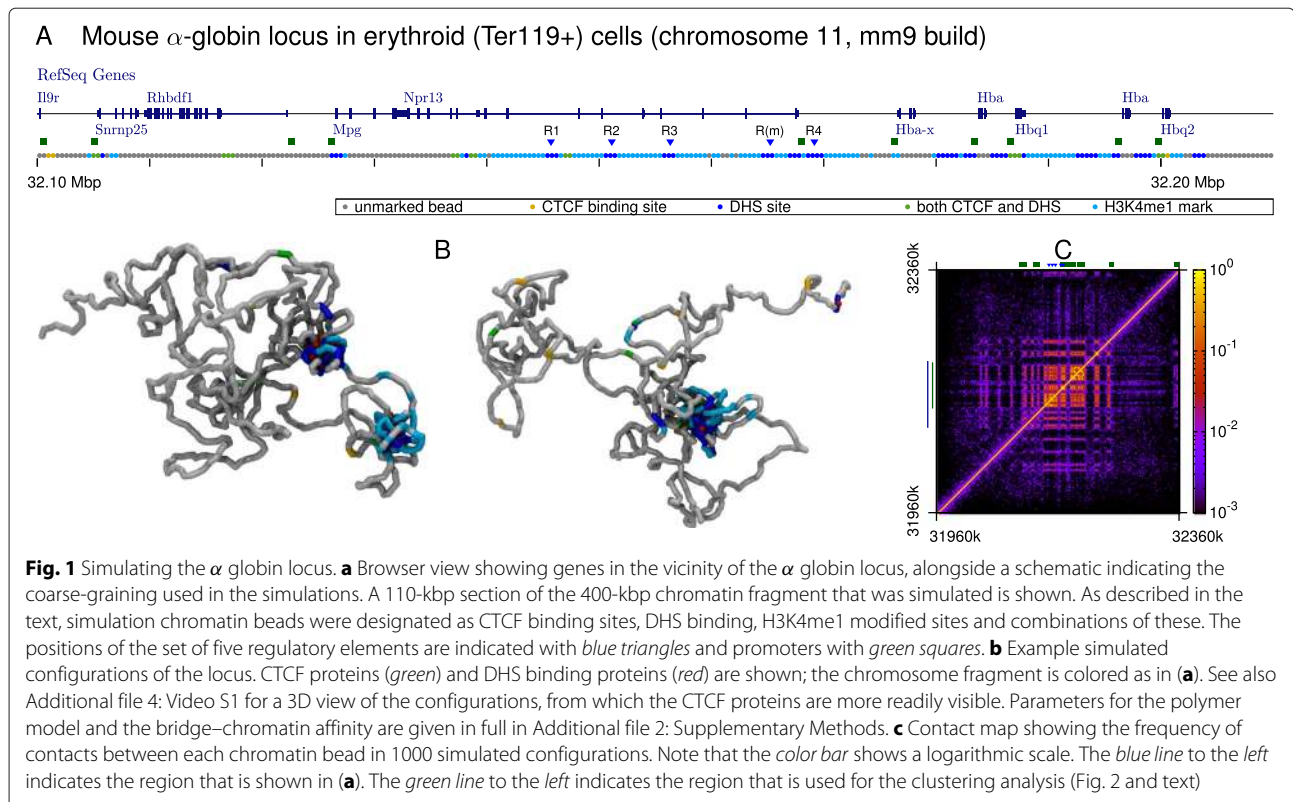 A Mouse α-globin locus in erythroid (Ter119+) cells (chromosome 11, mm9 build)
RefSeq Genes
Il9r Rhbdf1 Npr13 Hba Hba
Snrnp25 Mpg R1 R2 R3 R(m) R4 Hba-x Hbq1 Hbq2
32.10 Mbp 32.20 Mbp
unmarked bead CTCF binding site DHS site both CTCF and DHS H3K4me1 mark
B
C
32360k
31960k
31960k 32360k
10^0
10^-1
10^-2
10^-3
Fig. 1 Simulating the α globin locus. a Browser view showing genes in the vicinity of the α globin locus, alongside a schematic indicating the
coarse-graining used in the simulations. A 110-kbp section of the 400-kbp chromatin fragment that was simulated is shown. As described in the
text, simulation chromatin beads were designated as CTCF binding sites, DHS binding, H3K4me1 modified sites and combinations of these. The
positions of the set of five regulatory elements are indicated with blue triangles and promoters with green squares. b Example simulated
configurations of the locus. CTCF proteins (green) and DHS binding proteins (red) are shown; the chromosome fragment is colored as in (a). See also
Additional file 4: Video S1 for a 3D view of the configurations, from which the CTCF proteins are more readily visible. Parameters for the polymer
model and the bridge–chromatin affinity are given in full in Additional file 2: Supplementary Methods. c Contact map showing the frequency of
contacts between each chromatin bead in 1000 simulated configurations. Note that the color bar shows a logarithmic scale. The blue line to the left
indicates the region that is shown in (a). The green line to the left indicates the region that is used for the clustering analysis (Fig. 2 and text)